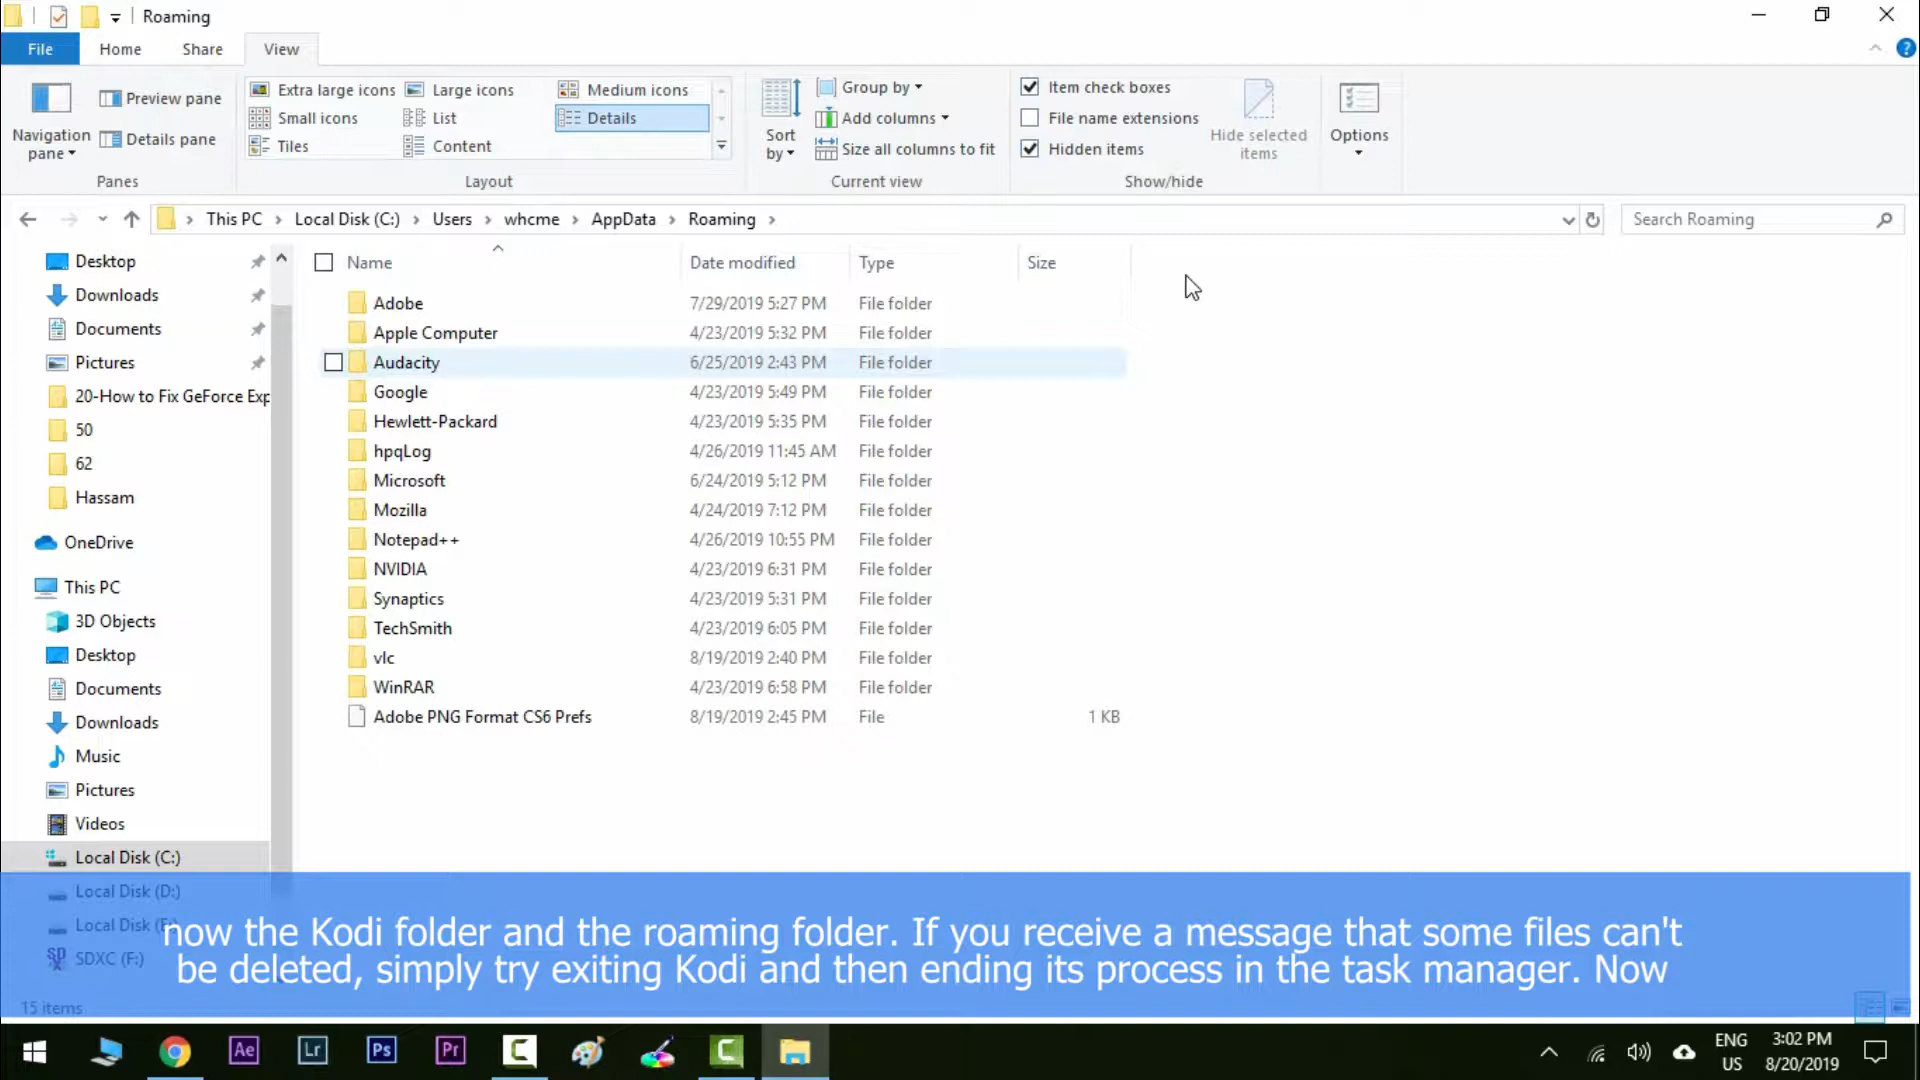 Roaming
File
Home
Share
View
Navigation
pane
Preview pane
Details pane
Panes
Extra large icons
Large icons
Medium icons
Small icons
List
Details
Tiles
Content
Layout
Sort
by
Group by
Add columns
Size all columns to fit
Current view
Item check boxes
File name extensions
Hidden items
Hide selected
items
Show/hide
Options
This PC
Local Disk (C:)
Users
whcme
AppData
Roaming
Search Roaming
Desktop
Downloads
Documents
Pictures
20-How to Fix GeForce Exp
50
62
Hassam
OneDrive
This PC
3D Objects
Desktop
Documents
Downloads
Music
Pictures
Videos
Local Disk (C:)
Local Disk (D:)
Local Disk (E:)
SDXC (F:)
15 items
Name Date modified Type Size
Adobe 7/29/2019 5:27 PM File folder
Apple Computer 4/23/2019 5:32 PM File folder
Audacity 6/25/2019 2:43 PM File folder
Google 4/23/2019 5:49 PM File folder
Hewlett-Packard 4/23/2019 5:35 PM File folder
hpqLog 4/26/2019 11:45 AM File folder
Microsoft 6/24/2019 5:12 PM File folder
Mozilla 4/24/2019 7:12 PM File folder
Notepad++ 4/26/2019 10:55 PM File folder
NVIDIA 4/23/2019 6:31 PM File folder
Synaptics 4/23/2019 5:31 PM File folder
TechSmith 4/23/2019 6:05 PM File folder
vlc 8/19/2019 2:40 PM File folder
WinRAR 4/23/2019 6:58 PM File folder
Adobe PNG Format CS6 Prefs 8/19/2019 2:45 PM File 1 KB
now the Kodi folder and the roaming folder. If you receive a message that some files can't
be deleted, simply try exiting Kodi and then ending its process in the task manager. Now
Ae
Lr
Ps
Pr
ENG
US
3:02 PM
8/20/2019